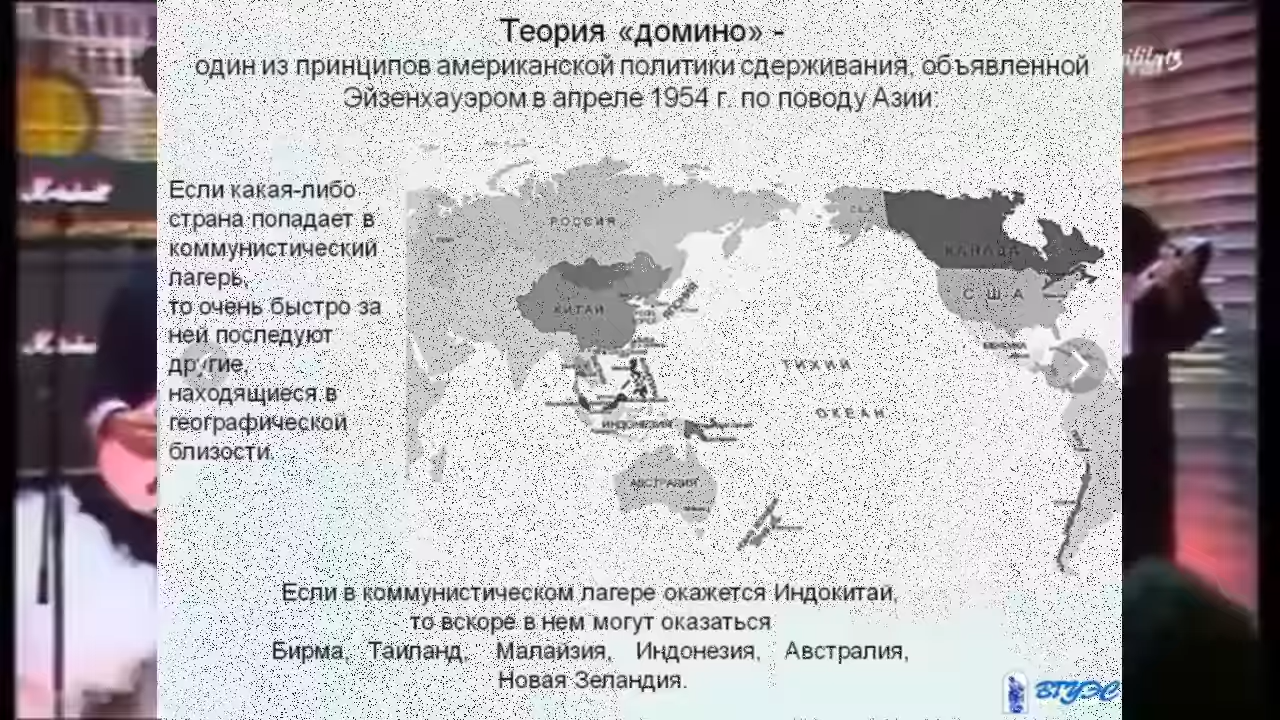 Теория «домино» -
один из принципов американской политики сдерживания, объявленной
Эйзенхауэром в апреле 1954 г. по поводу Азии:
Если какая-либо
страна попадает в
коммунистический
лагерь,
то очень быстро за
ней последуют
другие,
находящиеся в
географической
близости.
РОССИЯ
КАНАДА
США
КИТАЙ
ТИХИЙ
ОКЕАН
ИНДОНЕЗИЯ
АВСТРАЛИЯ
Если в коммунистическом лагере окажется Индокитай,
то вскоре в нем могут оказаться
Бирма, Таиланд, Малайзия, Индонезия, Австралия,
Новая Зеландия.
ВГУЭС